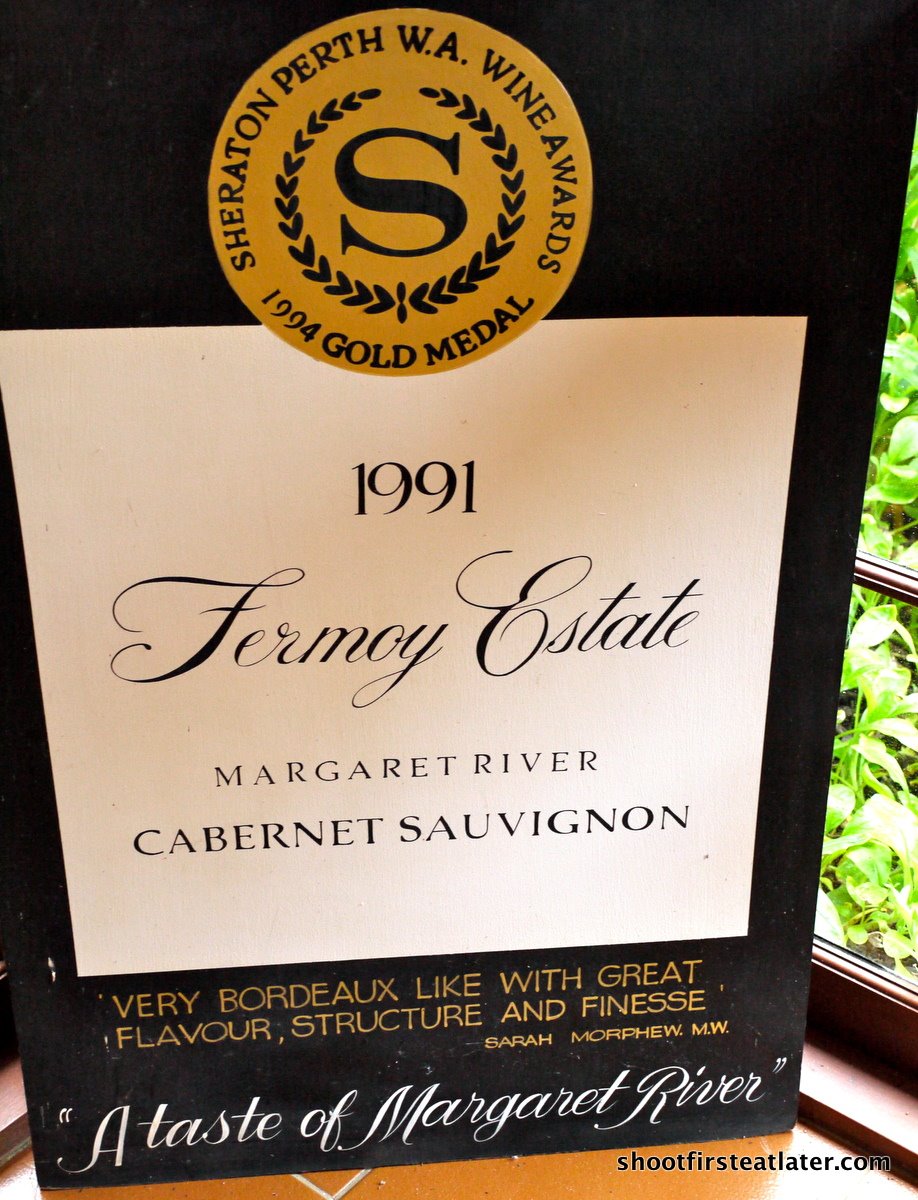 SHERATON PERTH W.A. WINE AWARDS
S
1994 GOLD MEDAL
1991
Fermoy Estate
MARGARET RIVER
CABERNET SAUVIGNON
'VERY BORDEAUX LIKE WITH GREAT
FLAVOUR, STRUCTURE AND FINESSE'
SARAH MORPHEW. M.W.
"A taste of Margaret River"
shootfirsteatlater.com